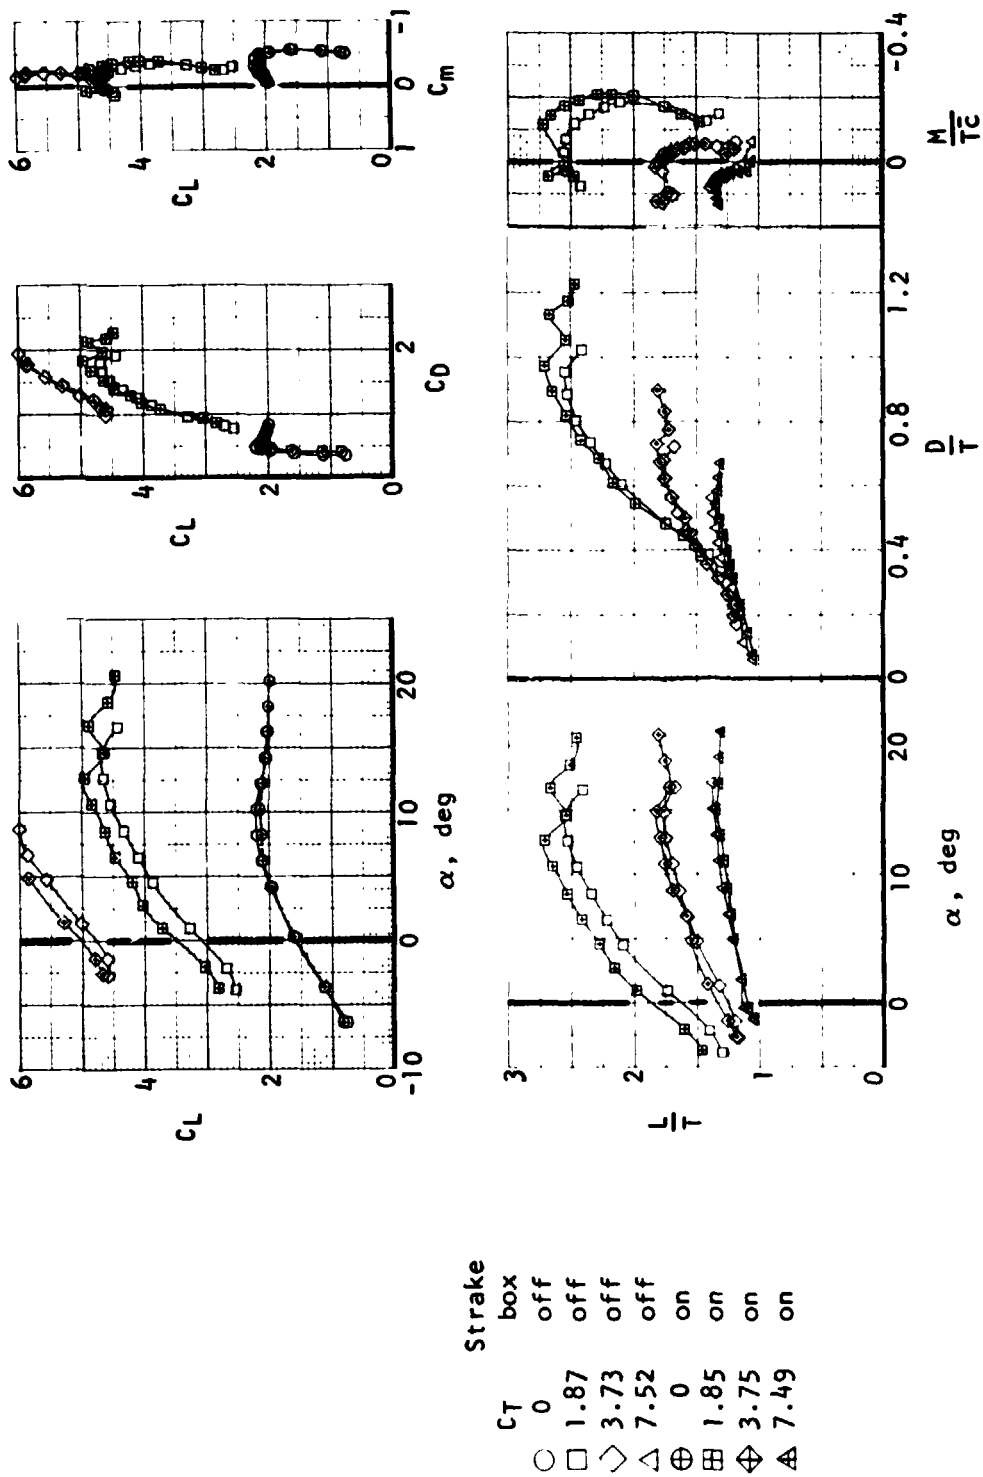 Strake
C_T box
○ 0 off
□ 1.87 off
◇ 3.73 off
△ 7.52 off
⊕ 0 on
⊞ 1.85 on
3.75 on
7.49 on
6
4
2
0
C_L
-10
0
10
20
α, deg
6
4
2
0
C_L
2
C_D
6
4
2
0
C_L
1
0
-1
C_m
3
2
1
0
L/T
0
10
20
α, deg
0
0.4
0.8
1.2
D/T
0
-0.4
M/Tc̄